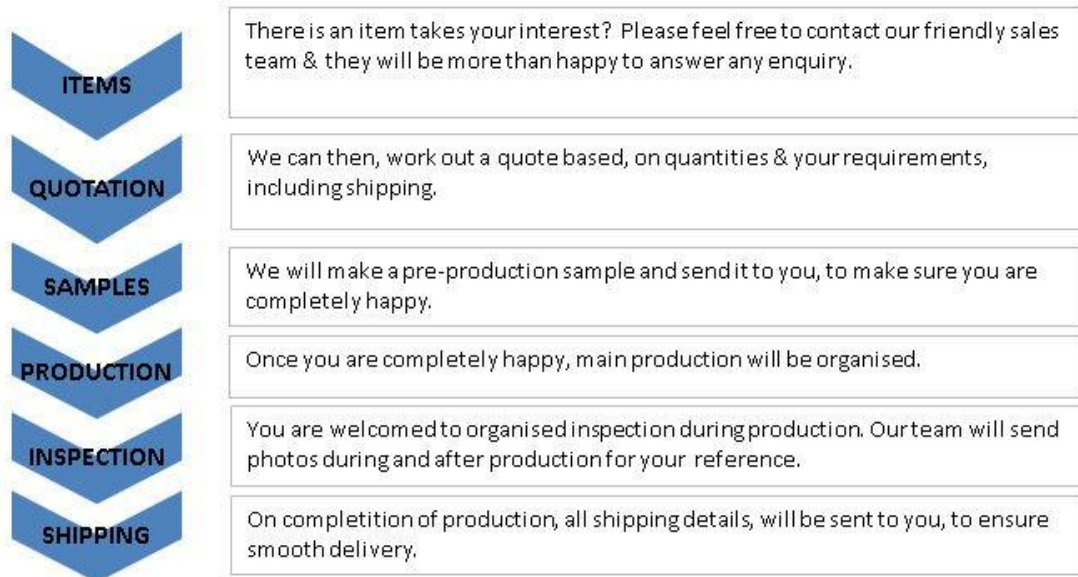 ITEMS
There is an item takes your interest? Please feel free to contact our friendly sales
team & they will be more than happy to answer any enquiry.
QUOTATION
We can then, work out a quote based, on quantities & your requirements,
including shipping.
SAMPLES
We will make a pre-production sample and send it to you, to make sure you are
completely happy.
PRODUCTION
Once you are completely happy, main production will be organised.
INSPECTION
You are welcomed to organised inspection during production. Our team will send
photos during and after production for your reference.
SHIPPING
On completition of production, all shipping details, will be sent to you, to ensure
smooth delivery.